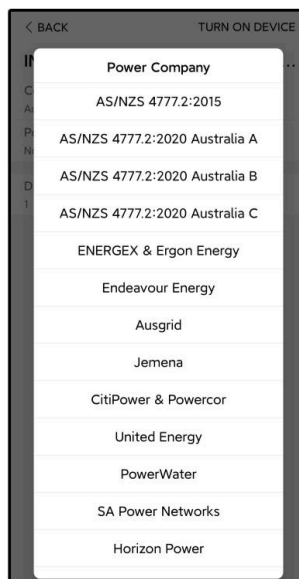 < BACK
TURN ON DEVICE
Power Company
AS/NZS 4777.2:2015
AS/NZS 4777.2:2020 Australia A
AS/NZS 4777.2:2020 Australia B
AS/NZS 4777.2:2020 Australia C
ENERGEX & Ergon Energy
Endeavour Energy
Ausgrid
Jemena
CitiPower & Powercor
United Energy
PowerWater
SA Power Networks
Horizon Power